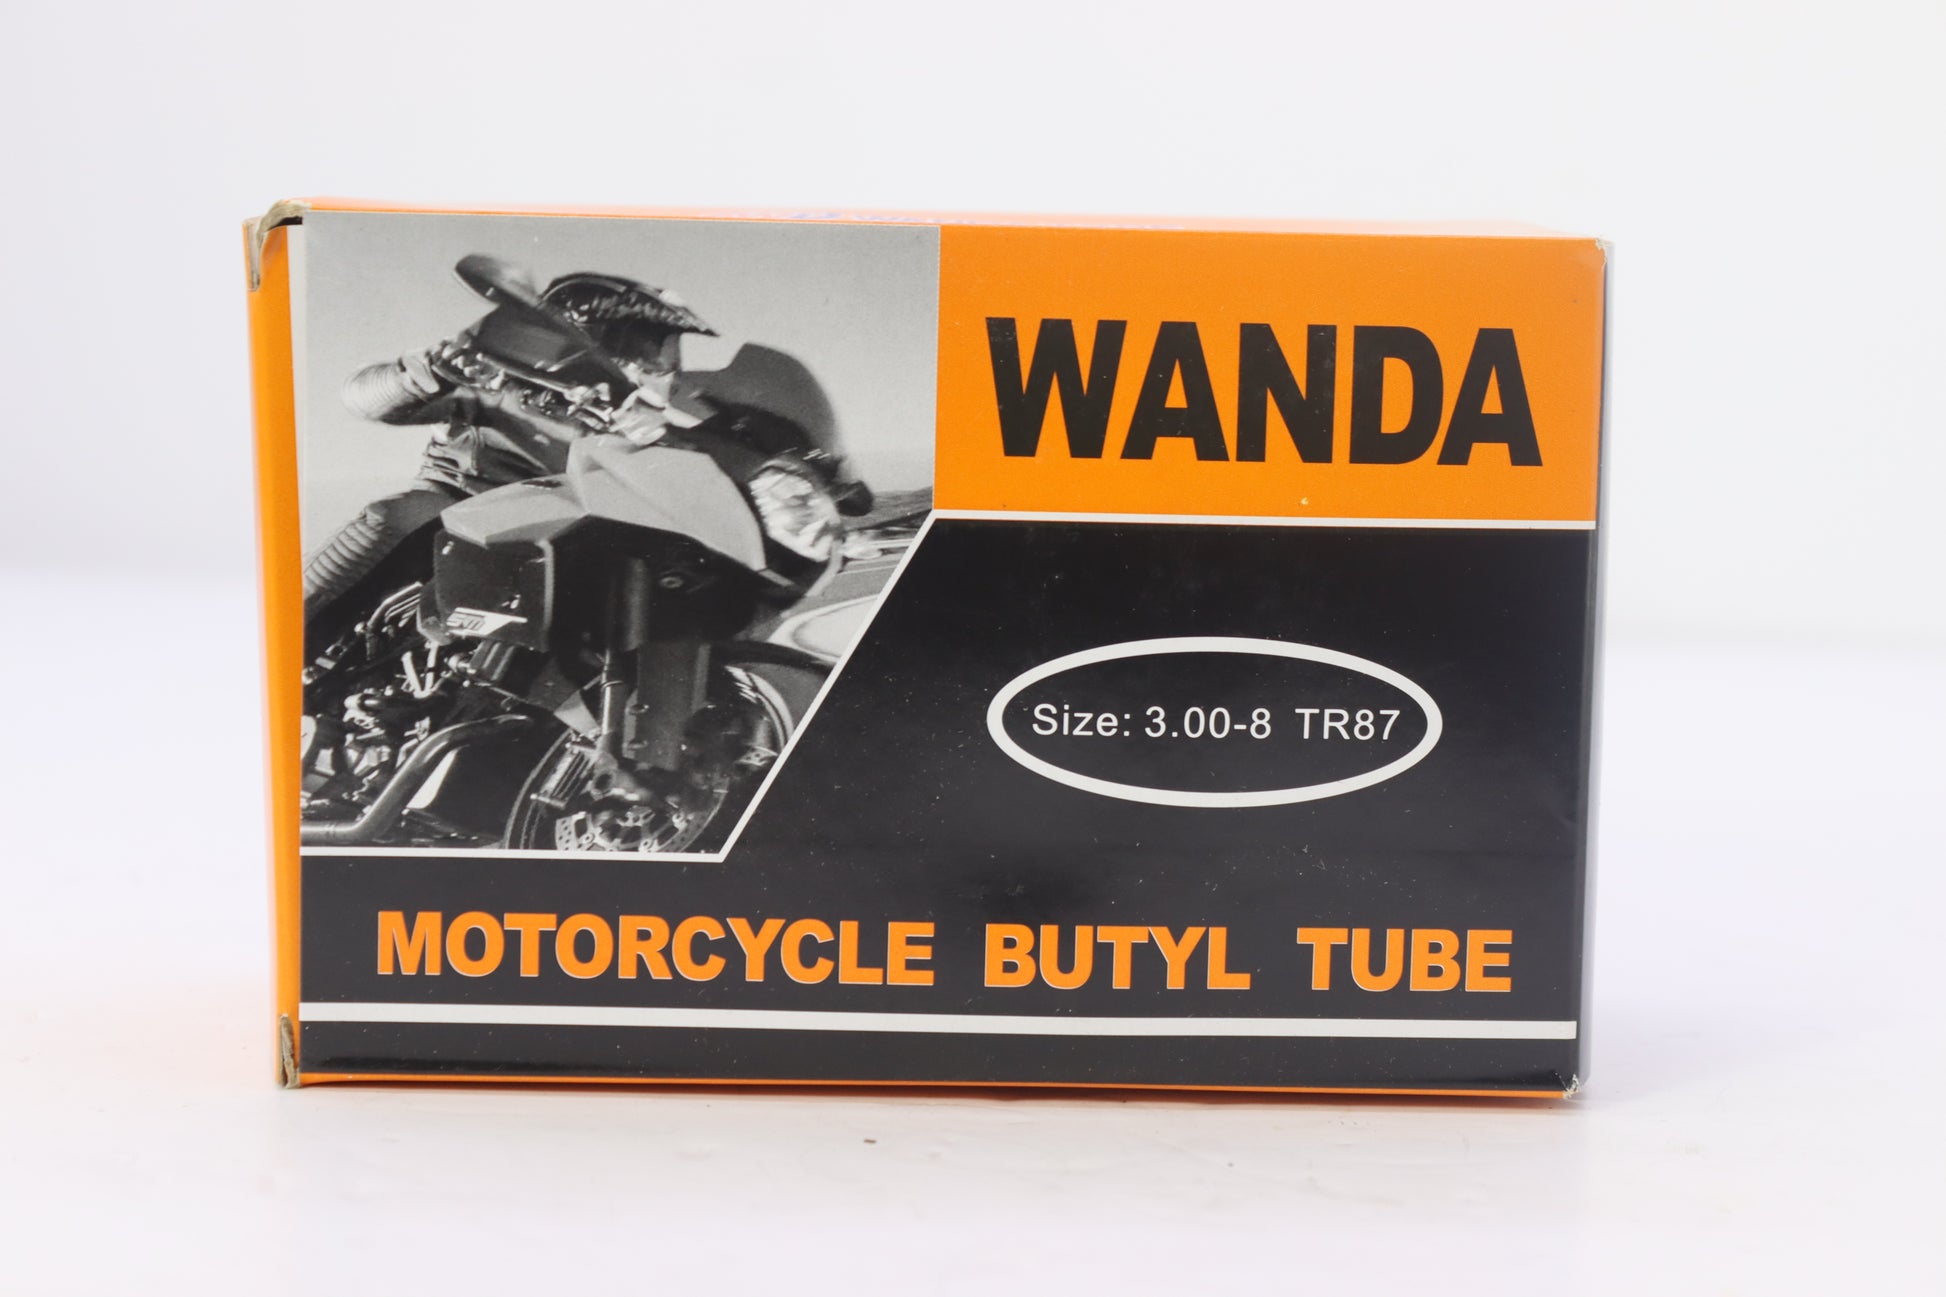 WANDA
Size: 3.00-8 TR87
MOTORCYCLE BUTYL TUBE